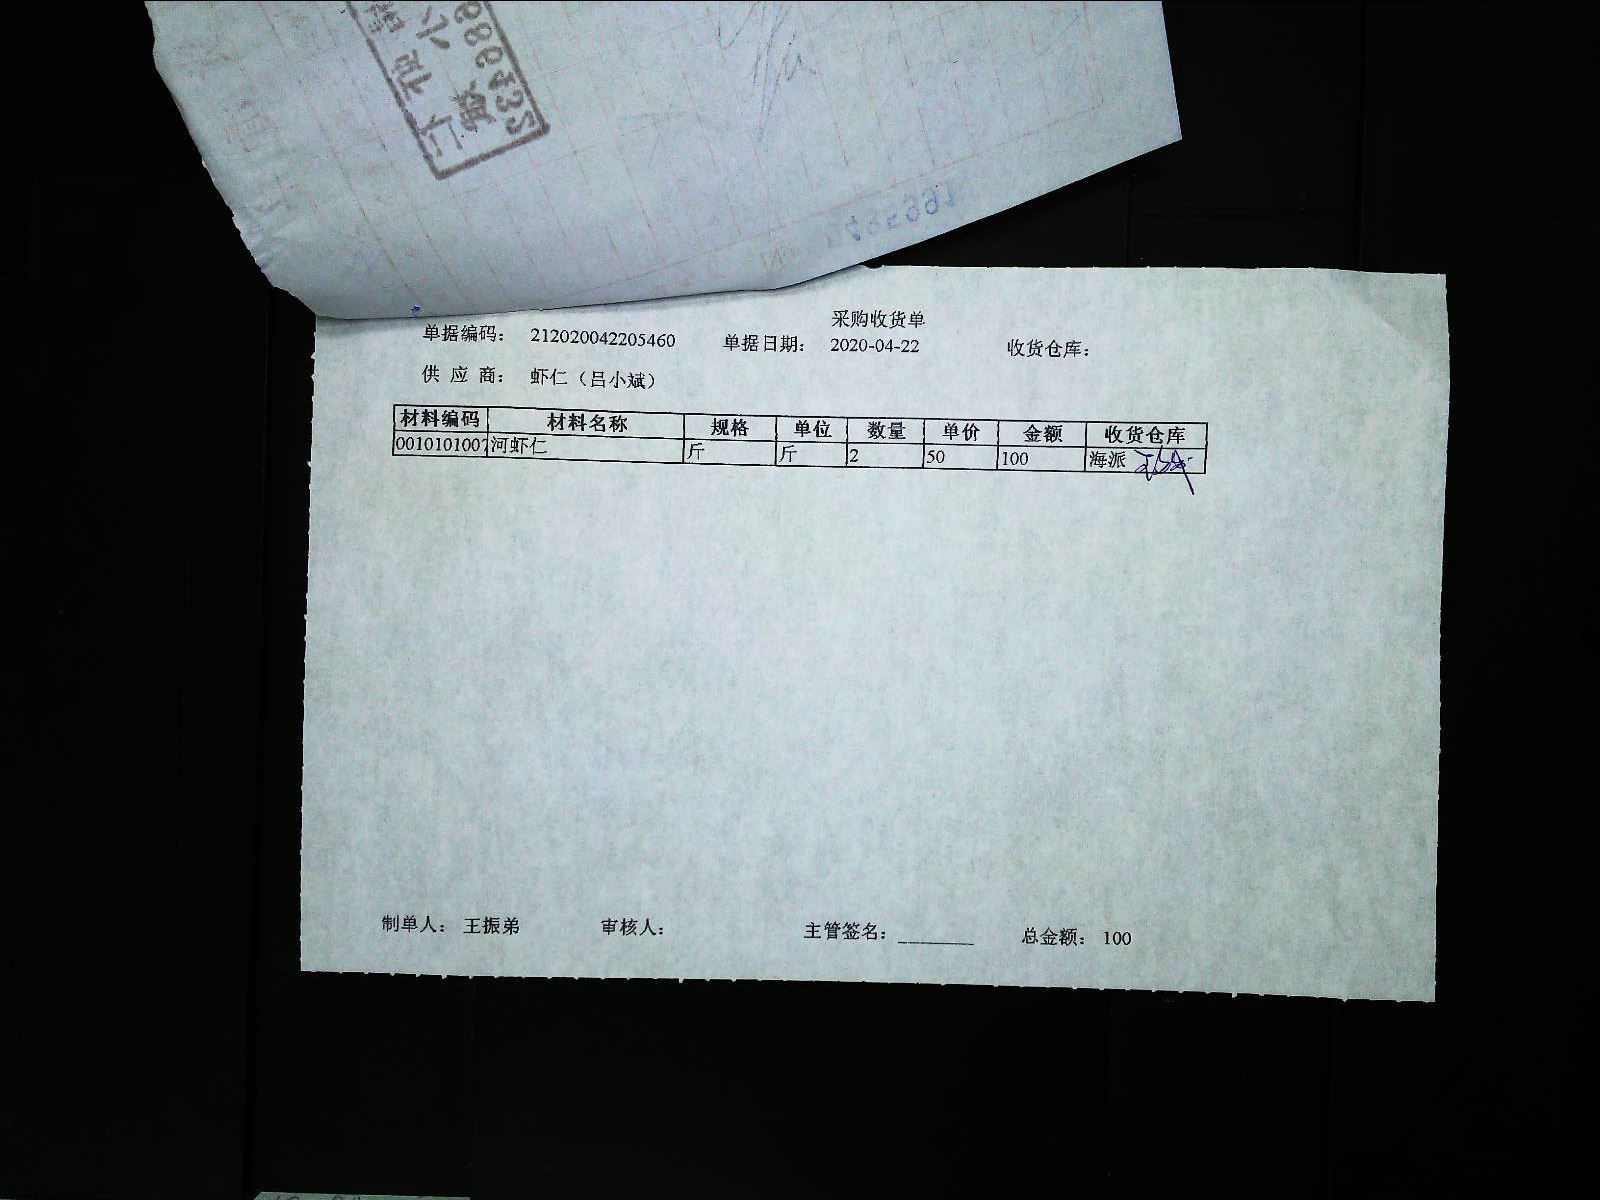 采购收货单
单据编码: 212020042205460 单据日期: 2020-04-22 收货仓库:
供 应 商: 虾仁（吕小斌）
材料编码 材料名称 规格 单位 数量 单价 金额 收货仓库
0010101007 河虾仁 斤 斤 2 50 100 海派
制单人: 王振弟 审核人: 主管签名: ________ 总金额: 100